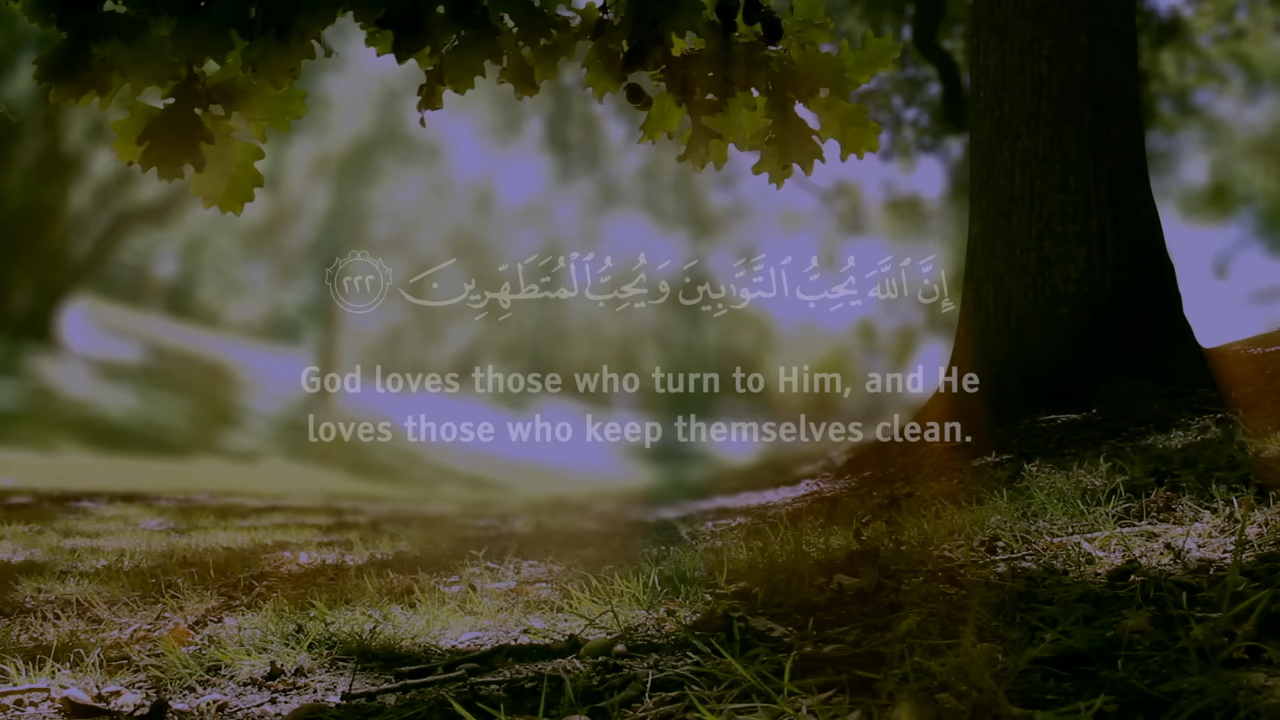 إِنَّ ٱللَّهَ يُحِبُّ ٱلتَّوَّٰبِينَ وَيُحِبُّ ٱلْمُتَطَهِّرِينَ ٢٢٢
God loves those who turn to Him, and He
loves those who keep themselves clean.